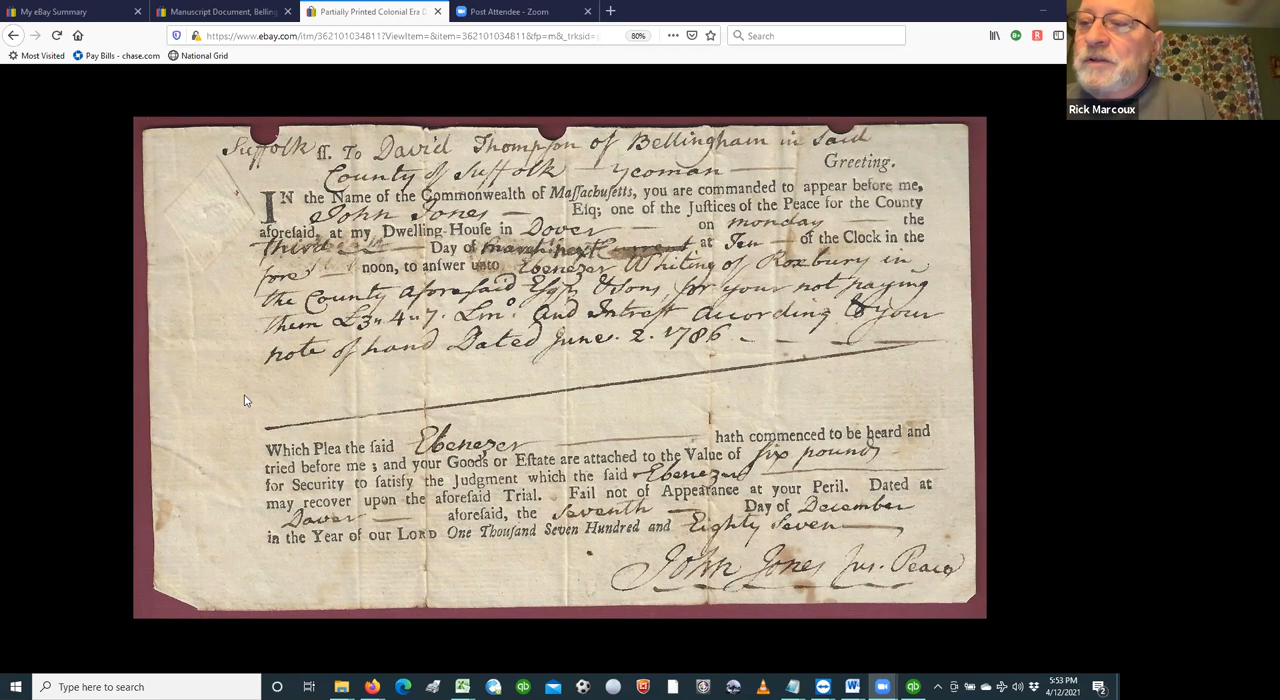 My eBay Summary
Manuscript Document, Belling
Partially Printed Colonial Era D
Post Attendee - Zoom
https://www.ebay.com/itm/362101034811?ViewItem=&item=362101034811&fp=m&_trksid=
80%
Search
Most Visited
Pay Bills - chase.com
National Grid
Rick Marcoux
Suffolk ſſ. To David Thompson of Bellingham in Said
County of Suffolk Yeoman
Greeting.
IN the Name of the Commonwealth of Maſſachuſetts, you are commanded to appear before me,
John Jones Eſq; one of the Juſtices of the Peace for the County
aforeſaid, at my Dwelling-Houſe in Dover on monday the
third Day of at Ten of the Clock in the
fore noon, to anſwer unto Ebenezer Whiting of Roxbury in
the County aforeſaid Eſqr & Sons, for your not paying
them £3„4„7. Lmo. And Intreſt According to your
note of hand Dated June. 2. 1786
Which Plea the ſaid Ebenezer hath commenced to be heard and
tried before me ; and your Goods or Eſtate are attached to the Value of six pounds
for Security to ſatisfy the Judgment which the ſaid Ebenezer
may recover upon the aforeſaid Trial. Fail not of Appearance at your Peril. Dated at
Dover aforeſaid, the Seventh Day of December
in the Year of our LORD One Thouſand Seven Hundred and Eighty Seven
John Jones Jus. Peace
Type here to search
5:53 PM
4/12/2021
2